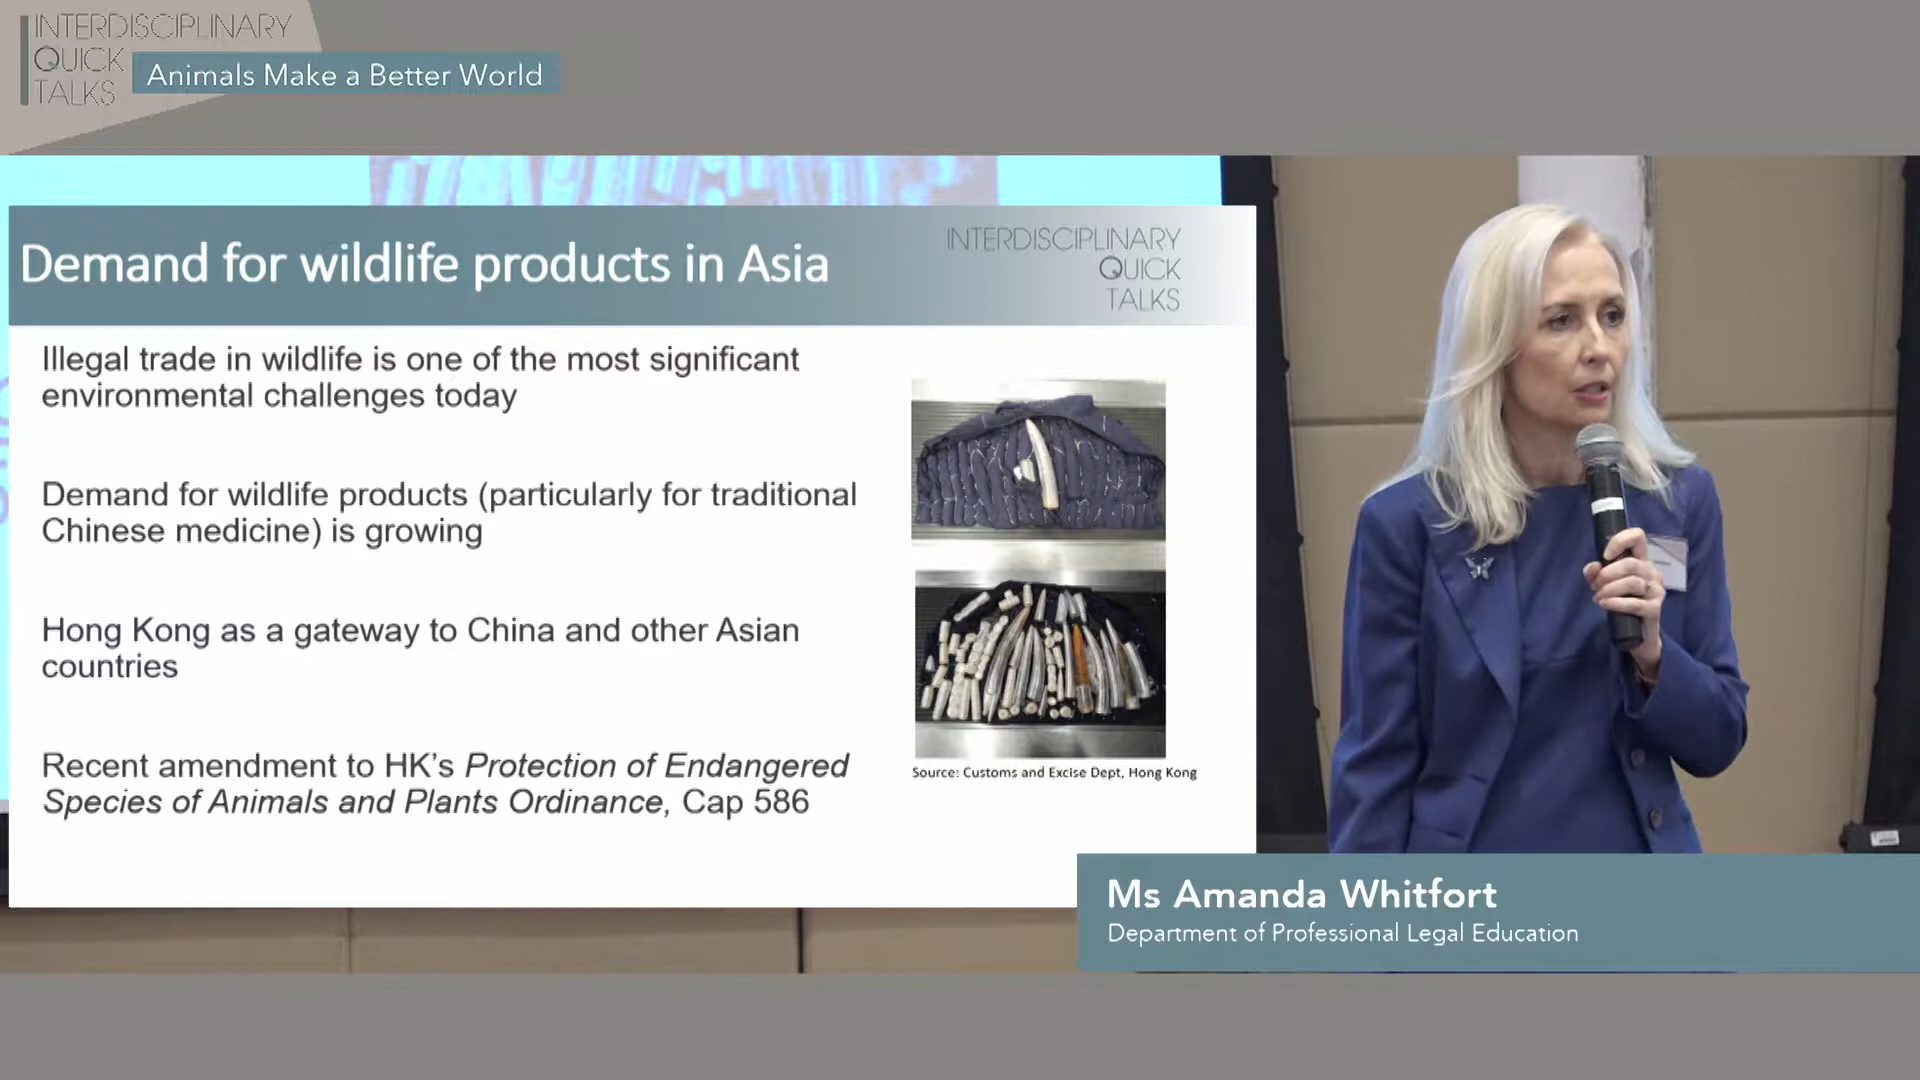 INTERDISCIPLINARY
QUICK
TALKS
Animals Make a Better World
Demand for wildlife products in Asia
INTERDISCIPLINARY
QUICK
TALKS
Illegal trade in wildlife is one of the most significant
environmental challenges today
Demand for wildlife products (particularly for traditional
Chinese medicine) is growing
Hong Kong as a gateway to China and other Asian
countries
Recent amendment to HK's Protection of Endangered
Species of Animals and Plants Ordinance, Cap 586
Source: Customs and Excise Dept, Hong Kong
Ms Amanda Whitfort
Department of Professional Legal Education